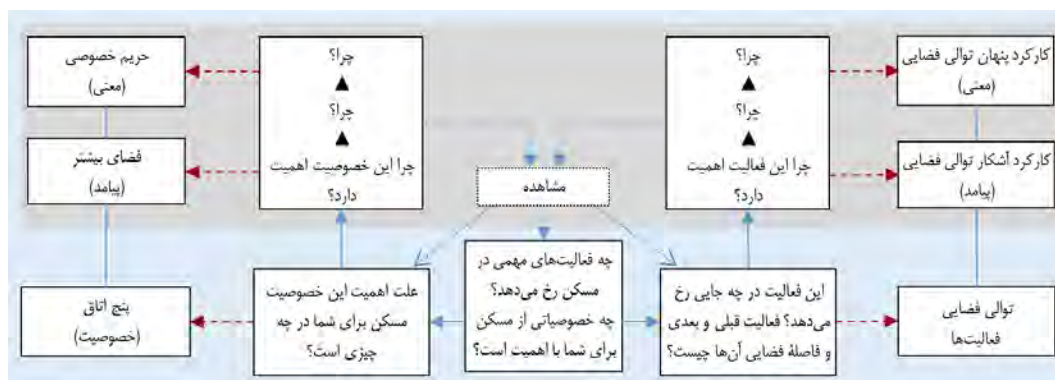 کارکرد پنهان توالی فضایی
(معنی)
چرا؟
چرا؟
چرا این فعالیت اهمیت
دارد؟
کارکرد آشکار توالی فضایی
(پیامد)
توالی فضایی
فعالیت‌ها
این فعالیت در چه جایی رخ
می‌دهد؟ فعالیت قبلی و بعدی
و فاصلهٔ فضایی آن‌ها چیست؟
مشاهده
چه فعالیت‌های مهمی در
مسکن رخ می‌دهد؟
چه خصوصیاتی از مسکن
برای شما با اهمیت است؟
چرا؟
چرا؟
چرا این خصوصیت اهمیت
دارد؟
علت اهمیت این خصوصیت
مسکن برای شما در چه
چیزی است؟
حریم خصوصی
(معنی)
فضای بیشتر
(پیامد)
پنج اتاق
(خصوصیت)